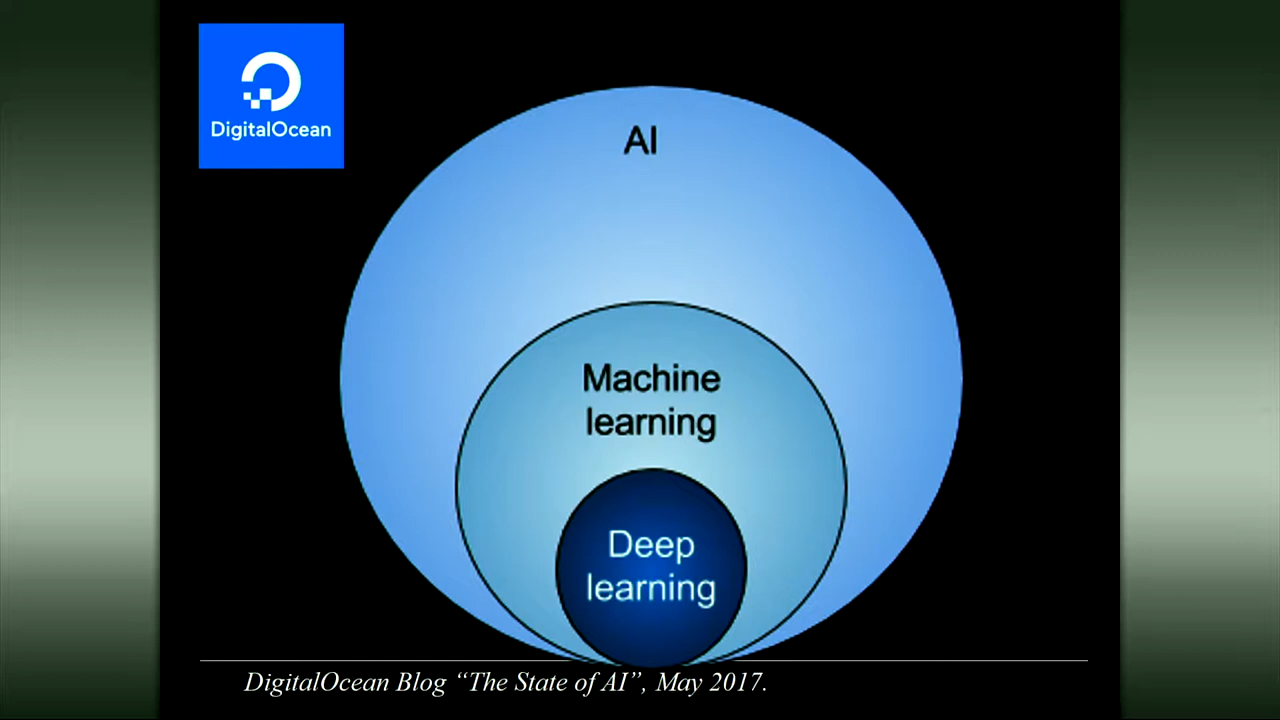 DigitalOcean
AI
Machine
learning
Deep
learning
DigitalOcean Blog “The State of AI”, May 2017.